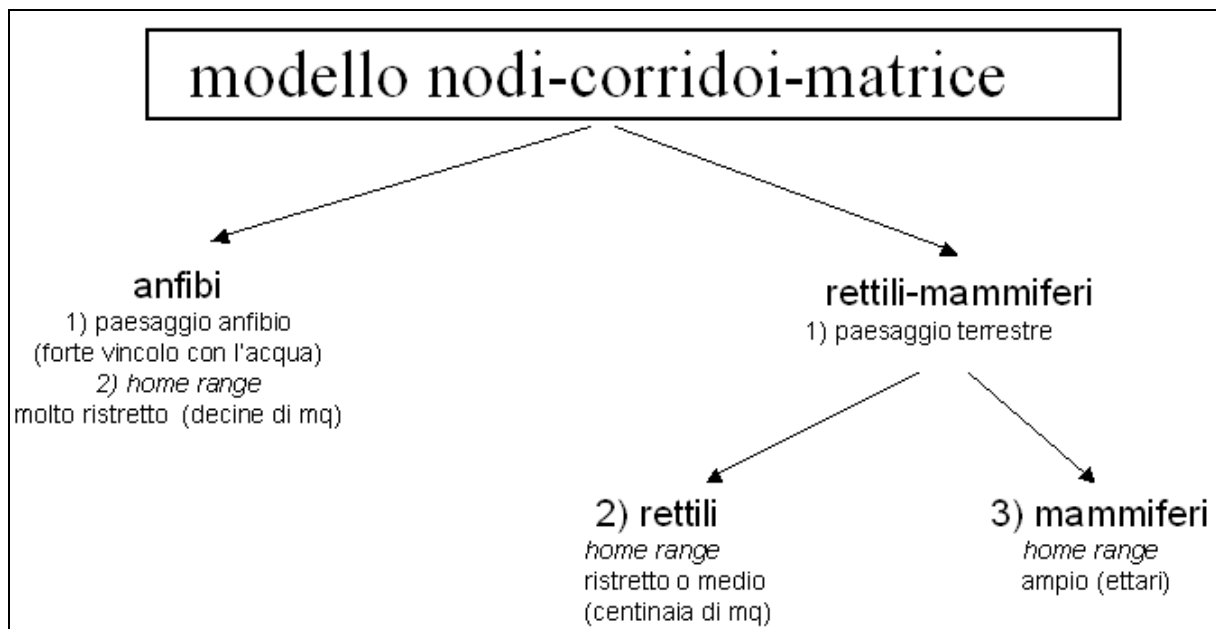 modello nodi-corridoi-matrice
anfibi
1) paesaggio anfibio
(forte vincolo con l'acqua)
2) home range
molto ristretto (decine di mq)
rettili-mammiferi
1) paesaggio terrestre
2) rettili
home range
ristretto o medio
(centinaia di mq)
3) mammiferi
home range
ampio (ettari)